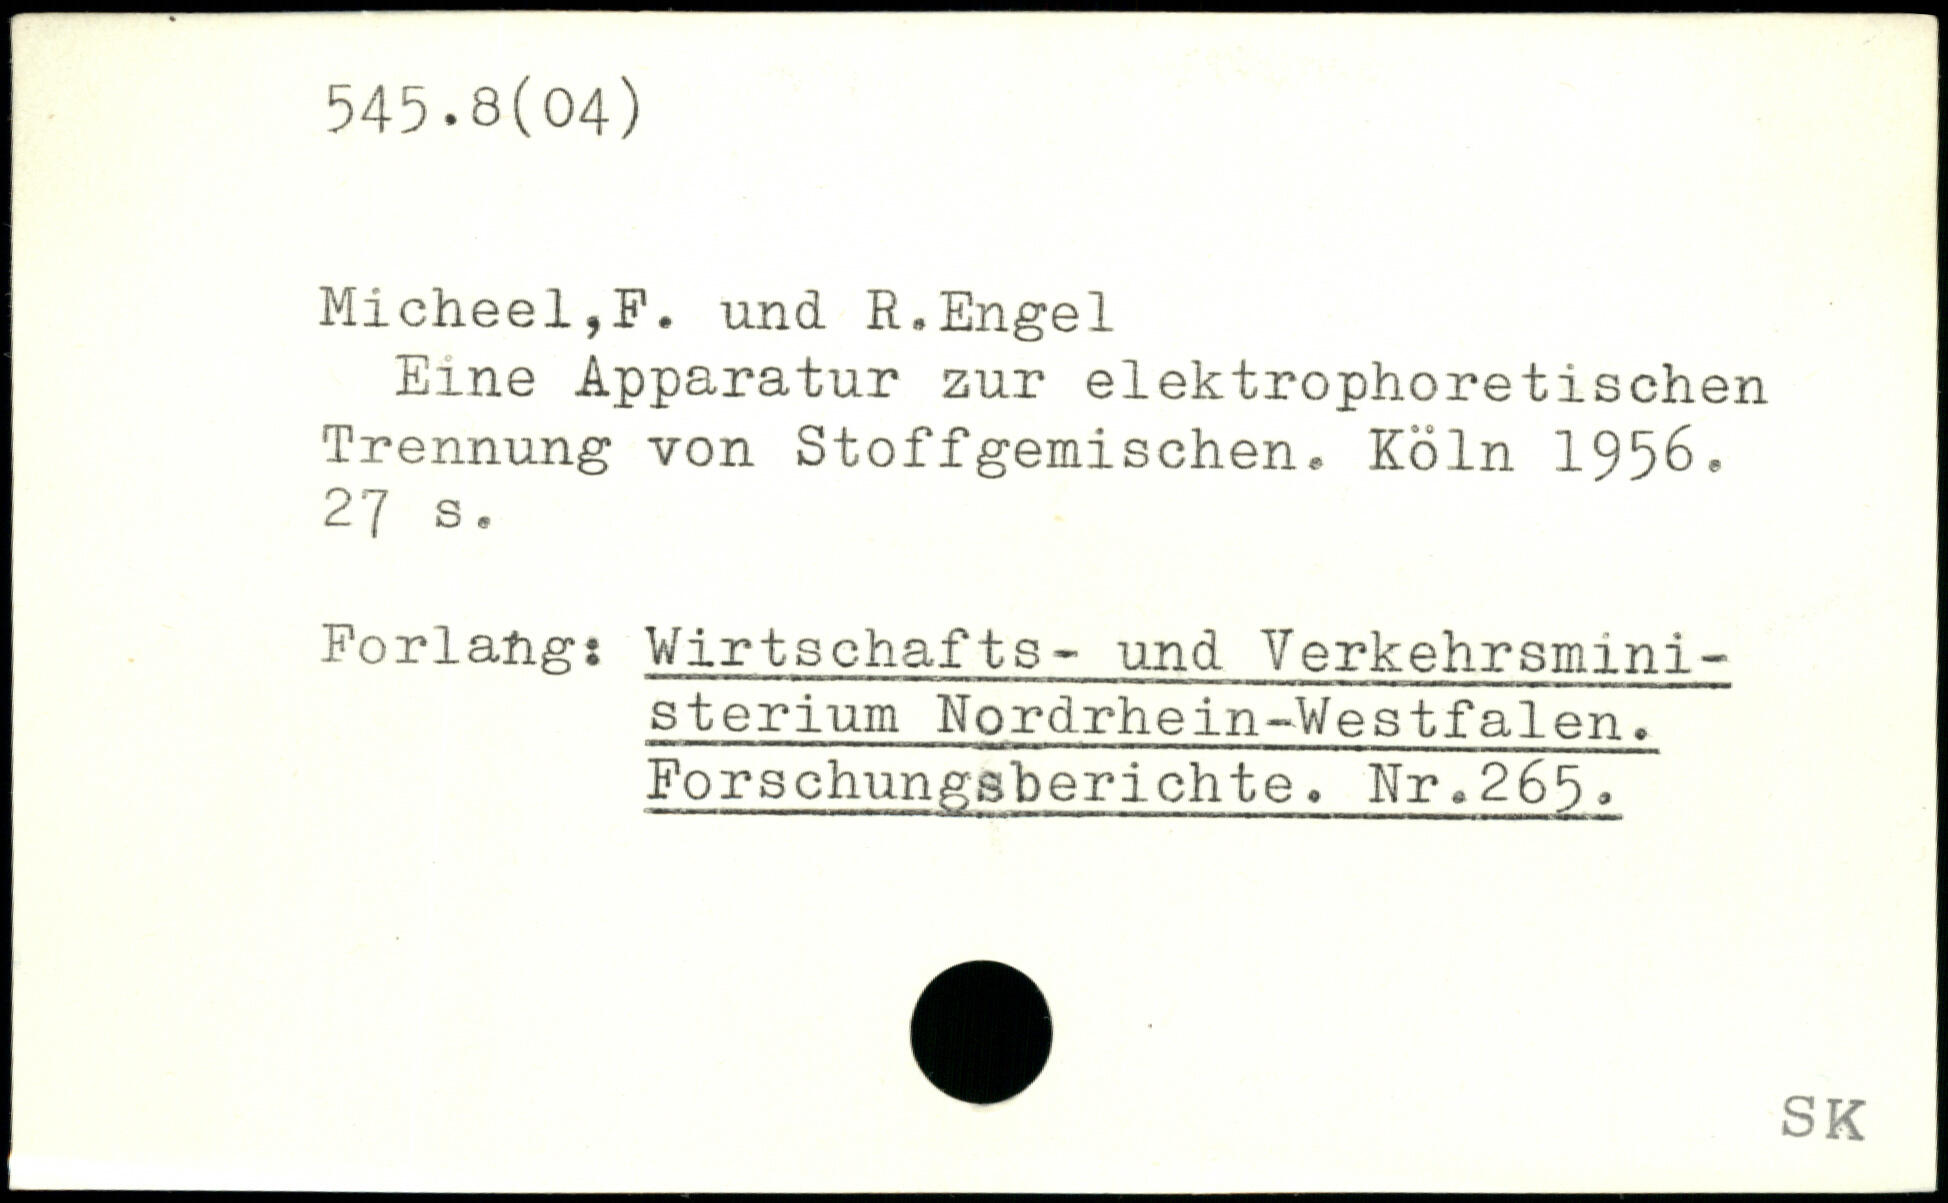 545.8(04)
Micheel,F. und R.Engel
Eine Apparatur zur elektrophoretischen
Trennung von Stoffgemischen. Köln 1956.
27 s.
Forlang: Wirtschafts- und Verkehrsmini-
sterium Nordrhein-Westfalen.
Forschungsberichte. Nr.265.
SK